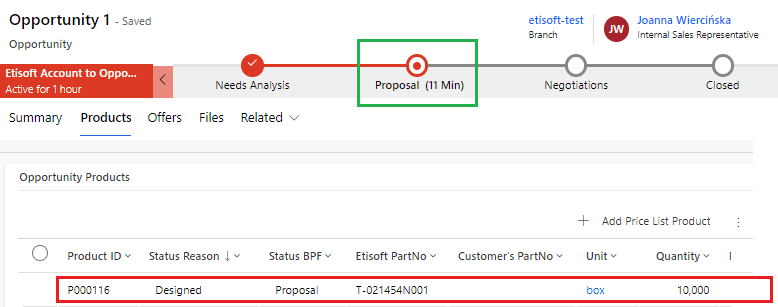 Opportunity 1 - Saved
Opportunity
etisoft-test
Branch
JW
Joanna Wiercińska
Internal Sales Representative
Etisoft Account to Oppo...
Active for 1 hour
Needs Analysis
Proposal (11 Min)
Negotiations
Closed
Summary Products Offers Files Related
Opportunity Products
Add Price List Product
Product ID Status Reason Status BPF Etisoft PartNo Customer's PartNo Unit Quantity
P000116 Designed Proposal T-021454N001 box 10,000